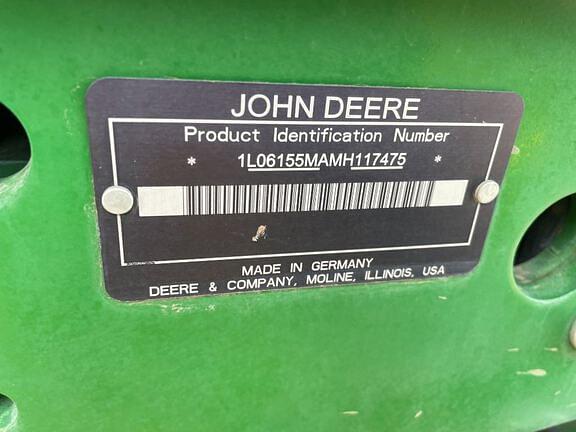 JOHN DEERE
Product Identification Number
* 1L06155MAMH117475 *
MADE IN GERMANY
DEERE & COMPANY, MOLINE, ILLINOIS, USA